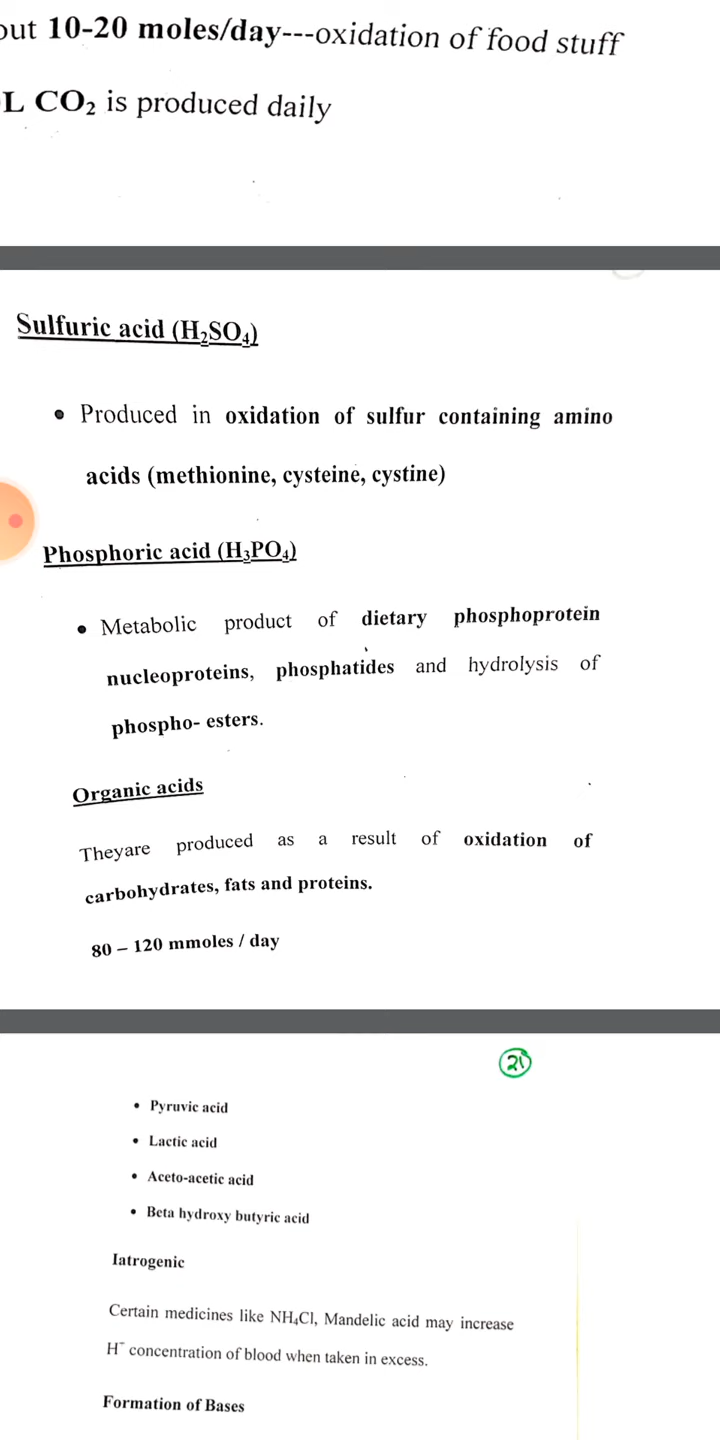 10-20 moles/day---oxidation of food stuff
L CO₂ is produced daily
Sulfuric acid (H₂SO₄)
• Produced in oxidation of sulfur containing amino
acids (methionine, cysteine, cystine)
Phosphoric acid (H₃PO₄)
• Metabolic product of dietary phosphoprotein
nucleoproteins, phosphatides and hydrolysis of
phospho- esters.
Organic acids
Theyare produced as a result of oxidation of
carbohydrates, fats and proteins.
80 – 120 mmoles / day
• Pyruvic acid
• Lactic acid
• Aceto-acetic acid
• Beta hydroxy butyric acid
Iatrogenic
Certain medicines like NH₄Cl, Mandelic acid may increase
H⁻ concentration of blood when taken in excess.
Formation of Bases